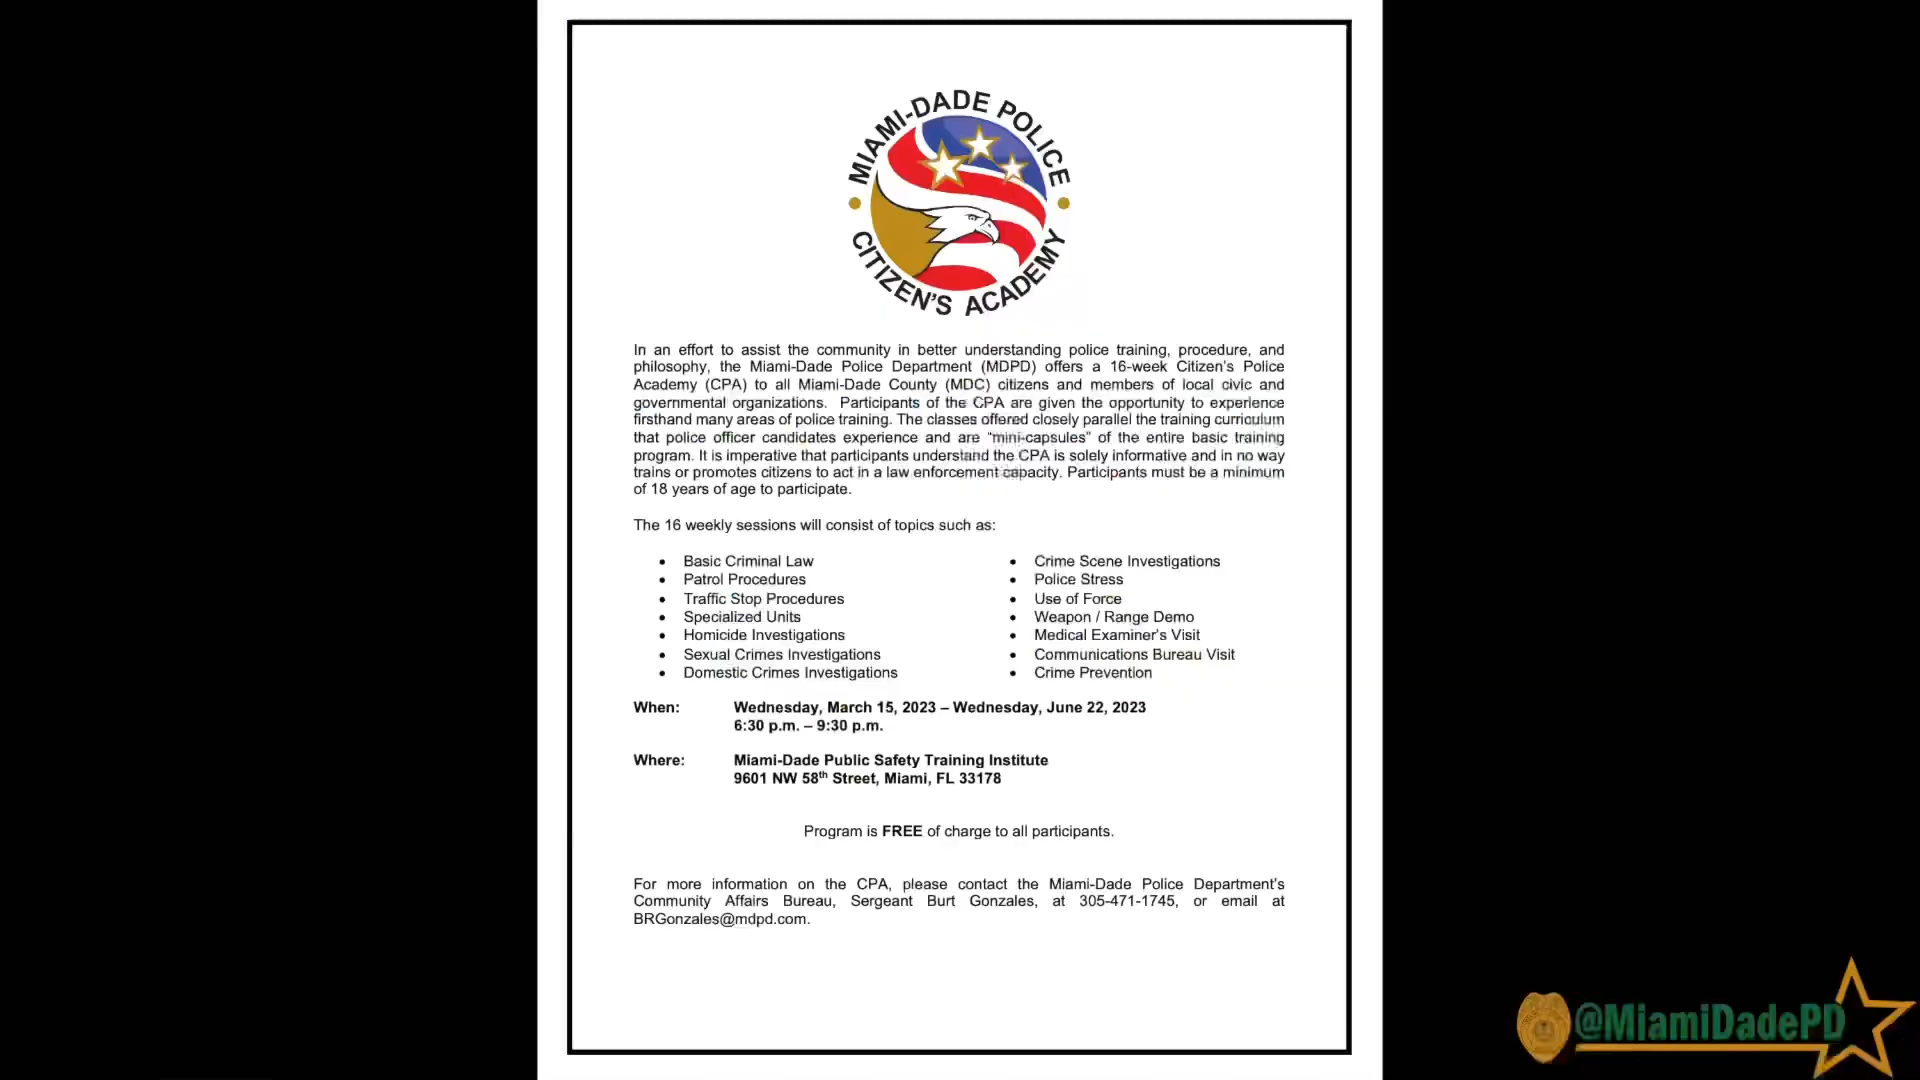 MIAMI-DADE POLICE
CITIZEN'S ACADEMY
In an effort to assist the community in better understanding police training, procedure, and
philosophy, the Miami-Dade Police Department (MDPD) offers a 16-week Citizen's Police
Academy (CPA) to all Miami-Dade County (MDC) citizens and members of local civic and
governmental organizations. Participants of the CPA are given the opportunity to experience
firsthand many areas of police training. The classes offered closely parallel the training curriculum
that police officer candidates experience and are “mini-capsules” of the entire basic training
program. It is imperative that participants understand the CPA is solely informative and in no way
trains or promotes citizens to act in a law enforcement capacity. Participants must be a minimum
of 18 years of age to participate.
The 16 weekly sessions will consist of topics such as:
• Basic Criminal Law
• Patrol Procedures
• Traffic Stop Procedures
• Specialized Units
• Homicide Investigations
• Sexual Crimes Investigations
• Domestic Crimes Investigations
• Crime Scene Investigations
• Police Stress
• Use of Force
• Weapon / Range Demo
• Medical Examiner's Visit
• Communications Bureau Visit
• Crime Prevention
When: Wednesday, March 15, 2023 – Wednesday, June 22, 2023
6:30 p.m. – 9:30 p.m.
Where: Miami-Dade Public Safety Training Institute
9601 NW 58th Street, Miami, FL 33178
Program is FREE of charge to all participants.
For more information on the CPA, please contact the Miami-Dade Police Department's
Community Affairs Bureau, Sergeant Burt Gonzales, at 305-471-1745, or email at
BRGonzales@mdpd.com.
@MiamiDadePD